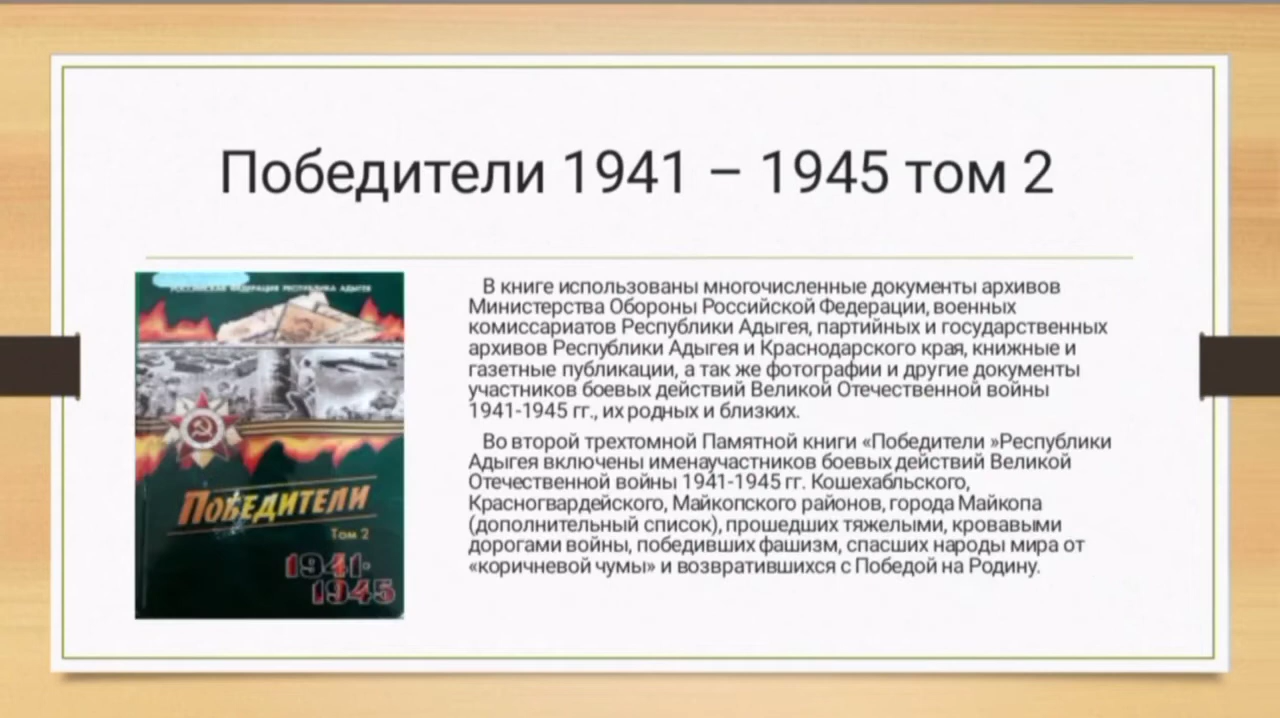 Победители 1941 – 1945 том 2
РОССИЙСКАЯ ФЕДЕРАЦИЯ РЕСПУБЛИКА АДЫГЕЯ
ПОБЕДИТЕЛИ
Том 2
1941-
1945
В книге использованы многочисленные документы архивов
Министерства Обороны Российской Федерации, военных
комиссариатов Республики Адыгея, партийных и государственных
архивов Республики Адыгея и Краснодарского края, книжные и
газетные публикации, а так же фотографии и другие документы
участников боевых действий Великой Отечественной войны
1941-1945 гг., их родных и близких.
Во второй трехтомной Памятной книги «Победители »Республики
Адыгея включены именаучастников боевых действий Великой
Отечественной войны 1941-1945 гг. Кошехабльского,
Красногвардейского, Майкопского районов, города Майкопа
(дополнительный список), прошедших тяжелыми, кровавыми
дорогами войны, победивших фашизм, спасших народы мира от
«коричневой чумы» и возвратившихся с Победой на Родину.